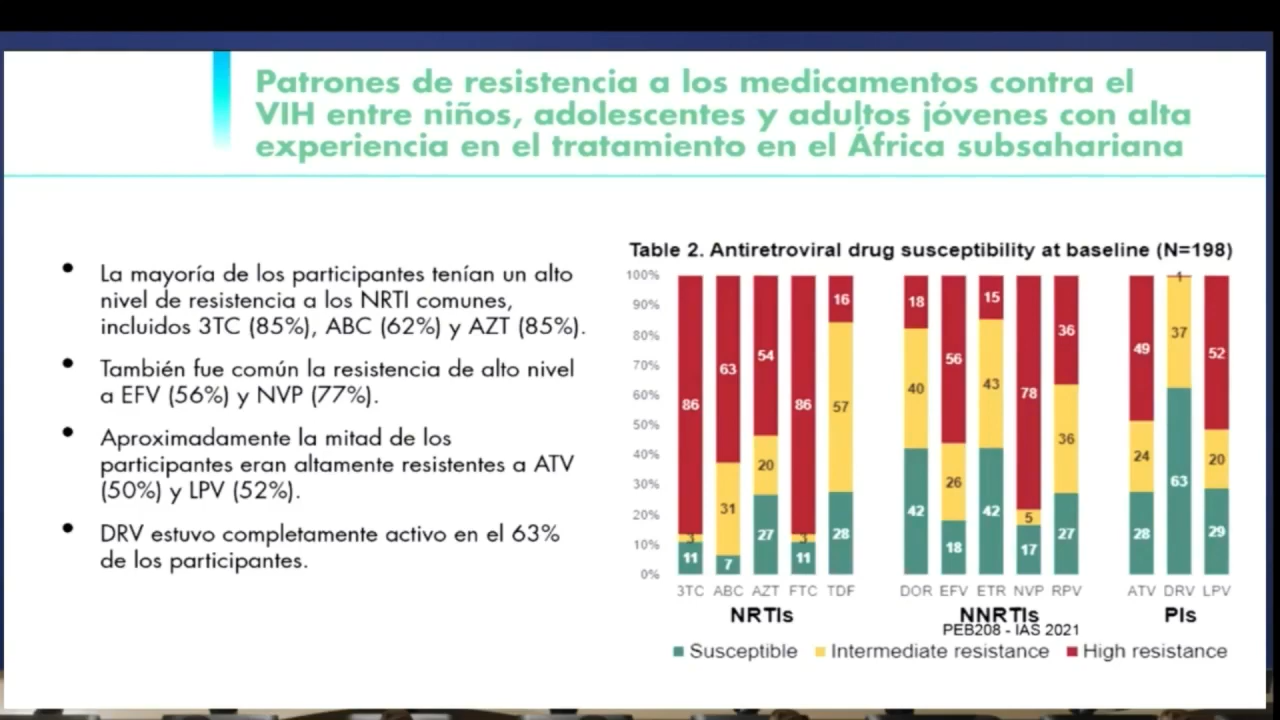 Patrones de resistencia a los medicamentos contra el
VIH entre niños, adolescentes y adultos jóvenes con alta
experiencia en el tratamiento en el África subsahariana
• La mayoría de los participantes tenían un alto
nivel de resistencia a los NRTI comunes,
incluidos 3TC (85%), ABC (62%) y AZT (85%).
• También fue común la resistencia de alto nivel
a EFV (56%) y NVP (77%).
• Aproximadamente la mitad de los
participantes eran altamente resistentes a ATV
(50%) y LPV (52%).
• DRV estuvo completamente activo en el 63%
de los participantes.
Table 2. Antiretroviral drug susceptibility at baseline (N=198)
100%
90%
80%
70%
60%
50%
40%
30%
20%
10%
0%
86 3 11
63 31 7
54 20 27
86 3 11
16 57 28
18 40 42
56 26 18
15 43 42
78 5 17
36 36 27
49 24 28
1 37 63
52 20 29
3TC ABC AZT FTC TDF DOR EFV ETR NVP RPV ATV DRV LPV
NRTIs NNRTIs PIs
PEB208 - IAS 2021
Susceptible Intermediate resistance High resistance